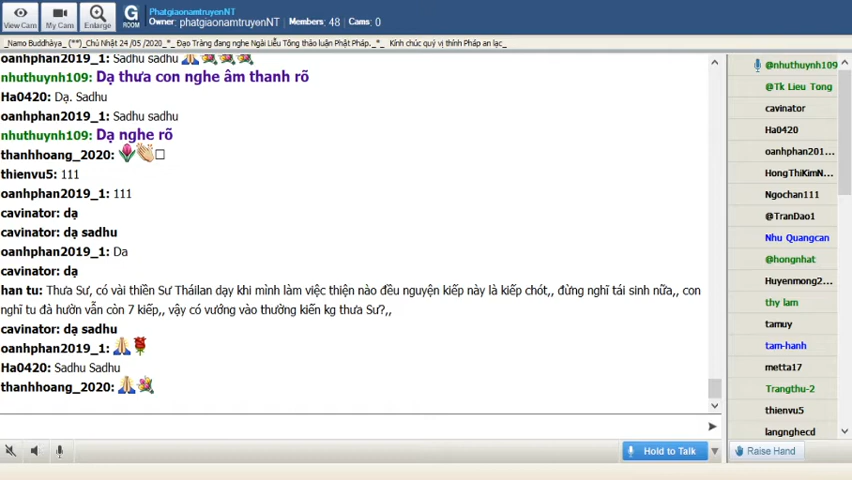 PhatgiaonamtruyenNT
Owner: phatgiaonamtruyenNT Members: 48 Cams: 0
View Cam My Cam Enlarge G ROOM
_Namo Buddhàya_ (**)_Chủ Nhật 24 /05 /2020_*_ Đạo Tràng đang nghe Ngài Liễu Tông thảo luận Phật Pháp._*_ Kính chúc quý vị thính Pháp an lạc_
oanhphan2019_1: Sadhu sadhu
nhuthuynh109: Dạ thưa con nghe âm thanh rõ
Ha0420: Dạ. Sadhu
oanhphan2019_1: Sadhu sadhu
nhuthuynh109: Dạ nghe rõ
thanhhoang_2020:
thienvu5: 111
oanhphan2019_1: 111
cavinator: dạ
cavinator: dạ sadhu
oanhphan2019_1: Da
cavinator: dạ
han tu: Thưa Sư, có vài thiền Sư Tháilan dạy khi mình làm việc thiện nào đều nguyện kiếp này là kiếp chót,, đừng nghĩ tái sinh nữa,, con
nghĩ tu đà hườn vẫn còn 7 kiếp,, vậy có vướng vào thường kiến kg thưa Sư?,,
cavinator: dạ sadhu
oanhphan2019_1:
Ha0420: Sadhu Sadhu
thanhhoang_2020:
@nhuthuynh109
@Tk Lieu Tong
cavinator
Ha0420
oanhphan201...
HongThiKimN...
Ngochan111
@TranDao1
Nhu Quangcan
@hongnhat
Huyenmong2...
thy lam
tamuy
tam-hanh
metta17
Trangthu-2
thienvu5
langnghecd
Hold to Talk
Raise Hand